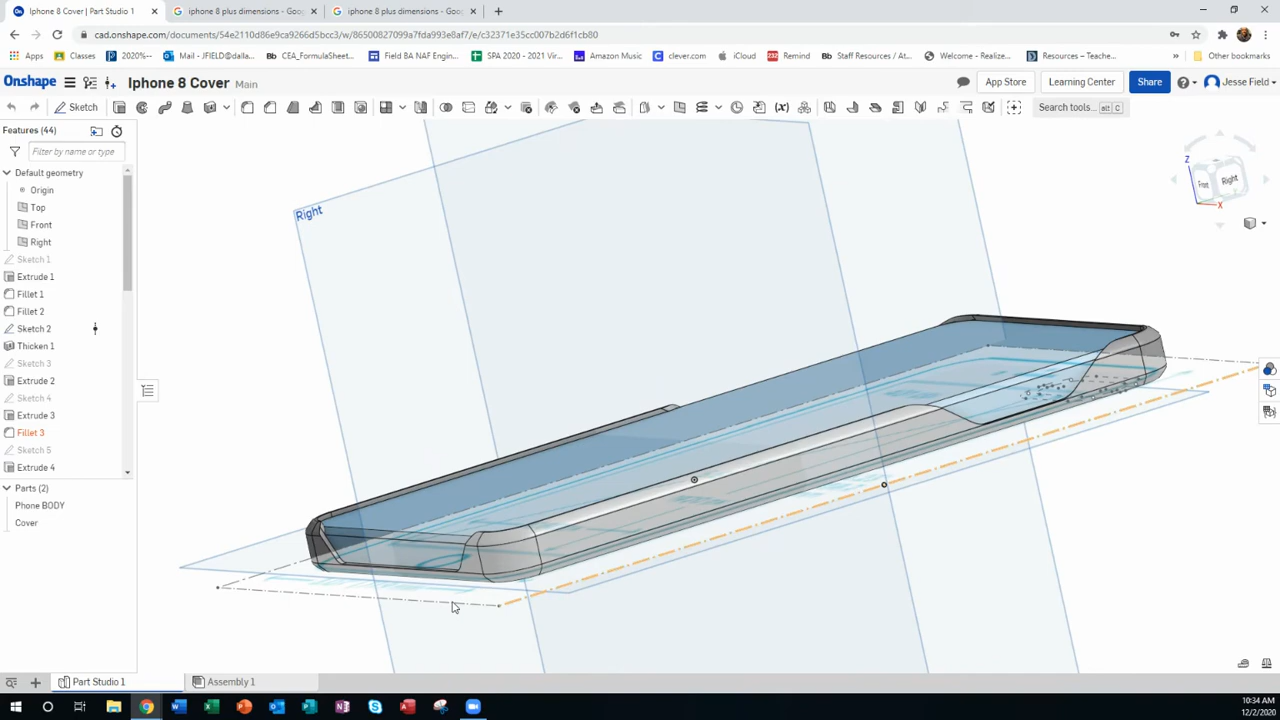 Iphone 8 Cover | Part Studio 1
iphone 8 plus dimensions - Goog
iphone 8 plus dimensions - Goog
cad.onshape.com/documents/54e2110d86e9ca9266d5bcc3/w/86500827099a7fda993e8af7/e/c32371e35cc007b2d6f1cb80
Apps
Classes
2020%--
CEA_FormulaSheet...
Field BA NAF Engin...
SPA 2020 - 2021 Vir...
Amazon Music
clever.com
iCloud
Remind
Staff Resources / At...
Welcome - Realize...
Resources – Teache...
»
Other bookmarks
Onshape
Iphone 8 Cover Main
App Store
Learning Center
Share
Jesse Field
Sketch
Search tools... alt C
Features (44)
Filter by name or type
Default geometry
Origin
Top
Front
Right
Sketch 1
Extrude 1
Fillet 1
Fillet 2
Sketch 2
Thicken 1
Sketch 3
Extrude 2
Sketch 4
Extrude 3
Fillet 3
Sketch 5
Extrude 4
Parts (2)
Phone BODY
Cover
Right
Z
Front
Right
X
Part Studio 1
Assembly 1
10:34 AM
12/2/2020